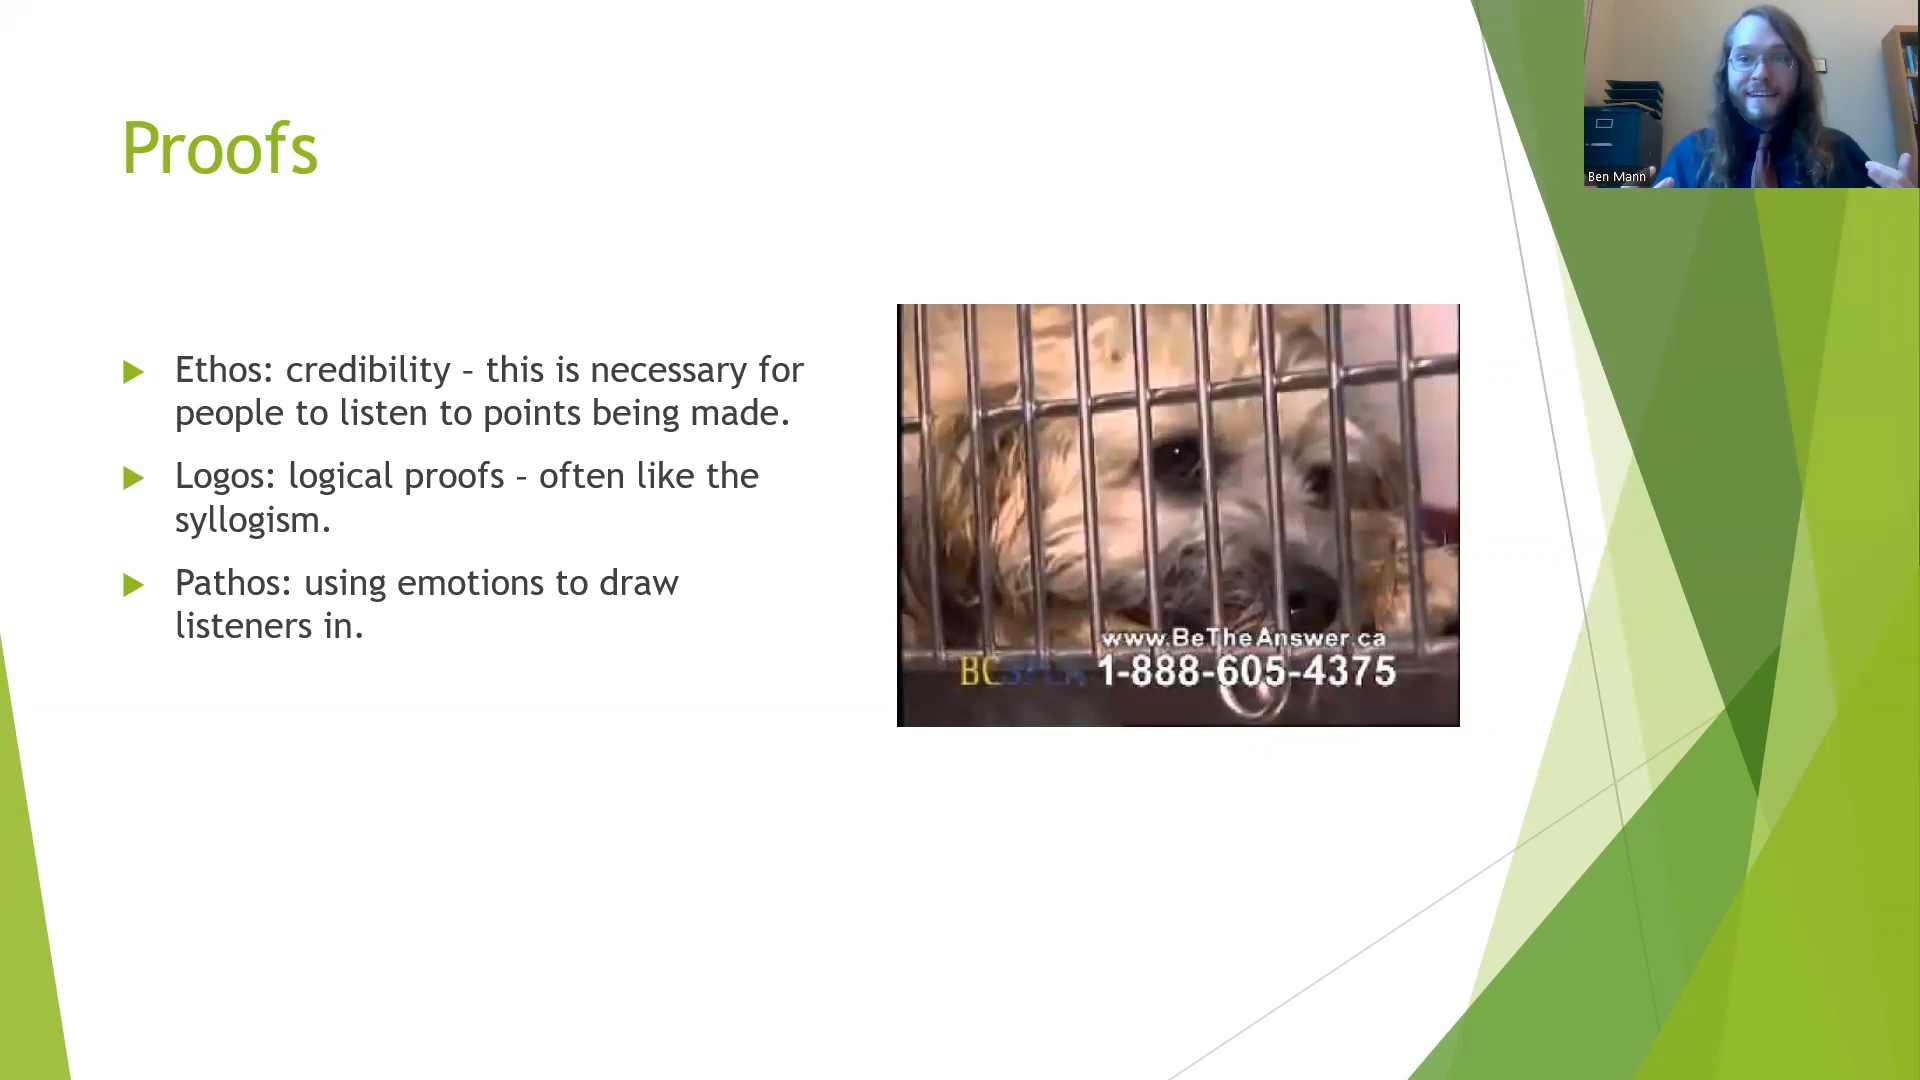 Proofs
Ben Mann
Ethos: credibility – this is necessary for
people to listen to points being made.
Logos: logical proofs – often like the
syllogism.
Pathos: using emotions to draw
listeners in.
www.BeTheAnswer.ca
BCSPCA 1-888-605-4375